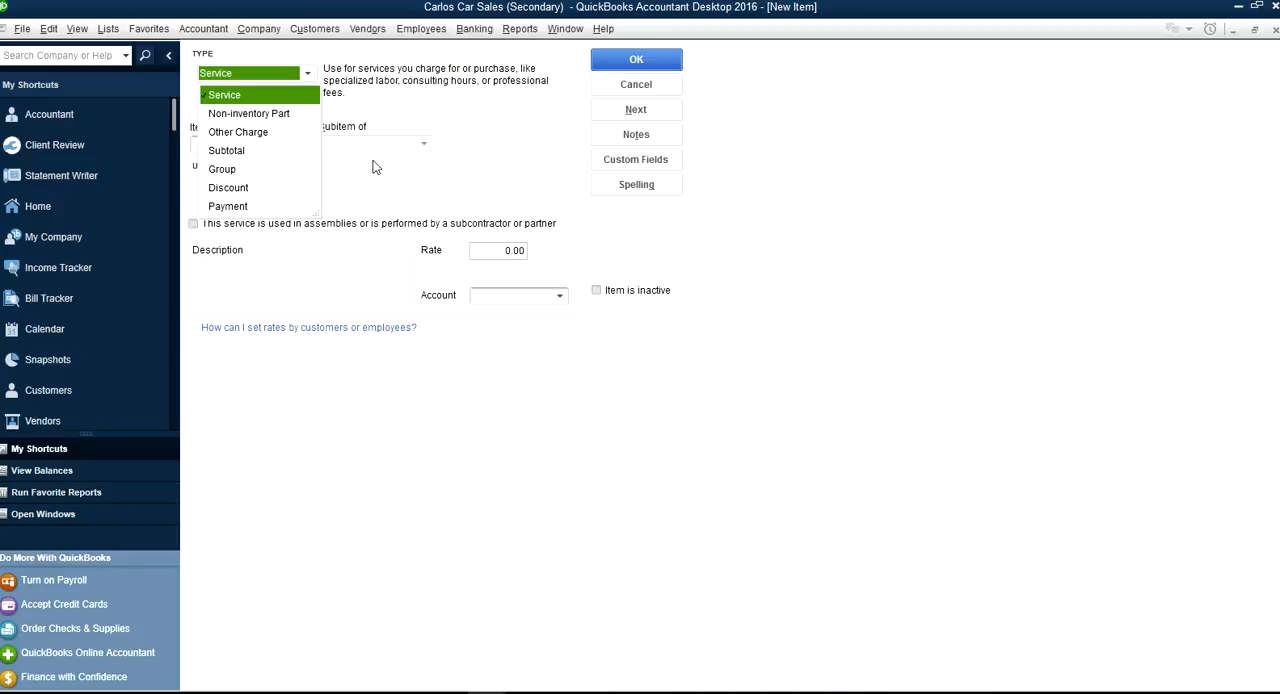 Carlos Car Sales (Secondary) - QuickBooks Accountant Desktop 2016 - [New Item]
File Edit View Lists Favorites Accountant Company Customers Vendors Employees Banking Reports Window Help
Search Company or Help
My Shortcuts
Accountant
Client Review
Statement Writer
Home
My Company
Income Tracker
Bill Tracker
Calendar
Snapshots
Customers
Vendors
My Shortcuts
View Balances
Run Favorite Reports
Open Windows
Do More With QuickBooks
Turn on Payroll
Accept Credit Cards
Order Checks & Supplies
QuickBooks Online Accountant
Finance with Confidence
TYPE
Service
Use for services you charge for or purchase, like
specialized labor, consulting hours, or professional
fees.
Service
Non-inventory Part
Other Charge
Subtotal
Group
Discount
Payment
Subitem of
This service is used in assemblies or is performed by a subcontractor or partner
Description
Rate
0.00
Account
Item is inactive
How can I set rates by customers or employees?
OK
Cancel
Next
Notes
Custom Fields
Spelling